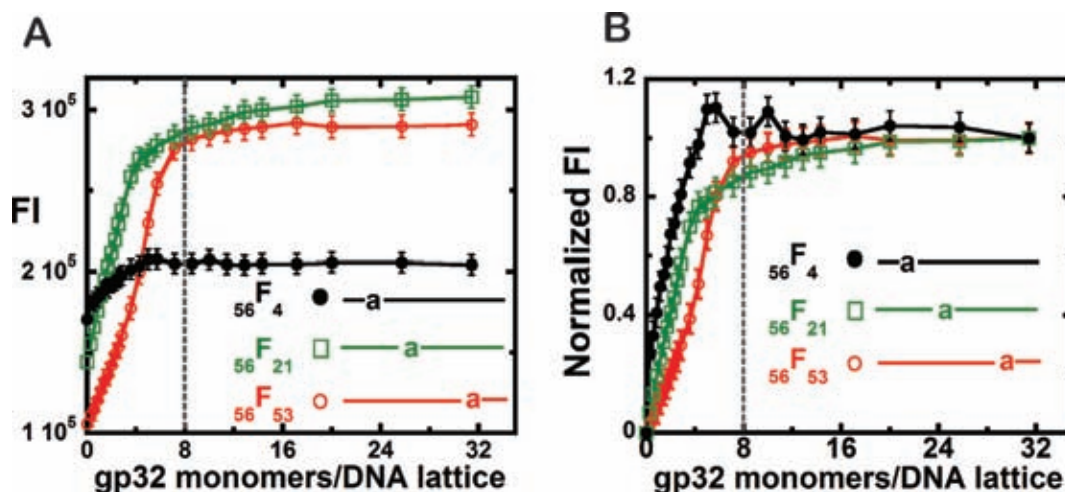 A
FI
3 10⁵
2 10⁵
1 10⁵
₅₆F₄ a
₅₆F₂₁ a
₅₆F₅₃ a
0 8 16 24 32
gp32 monomers/DNA lattice
B
Normalized FI
1.2
0.8
0.4
0
₅₆F₄ a
₅₆F₂₁ a
₅₆F₅₃ a
0 8 16 24 32
gp32 monomers/DNA lattice